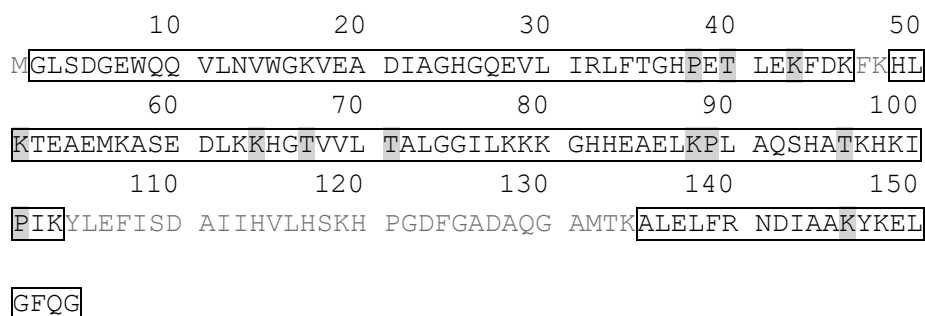 10 20 30 40 50
MGLSDGEWQQ VLNVWGKVEA DIAGHGQEVL IRLFTGHPET LEKFDKFKHL
60 70 80 90 100
KTEAEMKASE DLKKHGTVVL TALGGILKKK GHHEAELKPL AQSHATKHKI
110 120 130 140 150
PIKYLEFISD AIIHVLHSKH PGDFGADAQG AMTKALELFR NDIAAKYKEL
GFQG